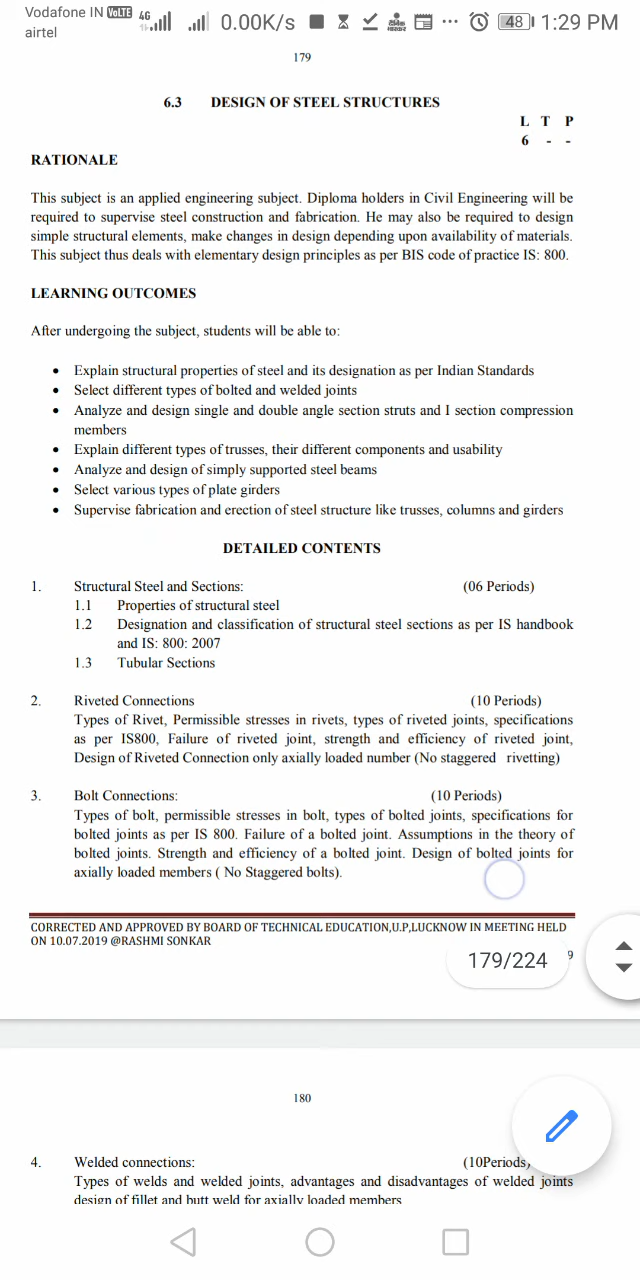 Vodafone IN VoLTE 4G 0.00K/s ... 48 1:29 PM
airtel
179
6.3 DESIGN OF STEEL STRUCTURES
L T P
6 - -
RATIONALE
This subject is an applied engineering subject. Diploma holders in Civil Engineering will be
required to supervise steel construction and fabrication. He may also be required to design
simple structural elements, make changes in design depending upon availability of materials.
This subject thus deals with elementary design principles as per BIS code of practice IS: 800.
LEARNING OUTCOMES
After undergoing the subject, students will be able to:
• Explain structural properties of steel and its designation as per Indian Standards
• Select different types of bolted and welded joints
• Analyze and design single and double angle section struts and I section compression
members
• Explain different types of trusses, their different components and usability
• Analyze and design of simply supported steel beams
• Select various types of plate girders
• Supervise fabrication and erection of steel structure like trusses, columns and girders
DETAILED CONTENTS
1. Structural Steel and Sections: (06 Periods)
1.1 Properties of structural steel
1.2 Designation and classification of structural steel sections as per IS handbook
and IS: 800: 2007
1.3 Tubular Sections
2. Riveted Connections (10 Periods)
Types of Rivet, Permissible stresses in rivets, types of riveted joints, specifications
as per IS800, Failure of riveted joint, strength and efficiency of riveted joint,
Design of Riveted Connection only axially loaded number (No staggered rivetting)
3. Bolt Connections: (10 Periods)
Types of bolt, permissible stresses in bolt, types of bolted joints, specifications for
bolted joints as per IS 800. Failure of a bolted joint. Assumptions in the theory of
bolted joints. Strength and efficiency of a bolted joint. Design of bolted joints for
axially loaded members ( No Staggered bolts).
CORRECTED AND APPROVED BY BOARD OF TECHNICAL EDUCATION,U.P,LUCKNOW IN MEETING HELD
ON 10.07.2019 @RASHMI SONKAR
179/224 9
180
4. Welded connections: (10Periods)
Types of welds and welded joints, advantages and disadvantages of welded joints
design of fillet and butt weld for axially loaded members